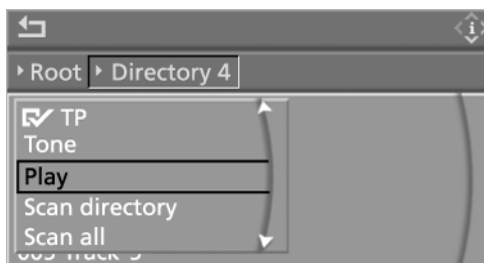 Root Directory 4
TP
Tone
Play
Scan directory
Scan all